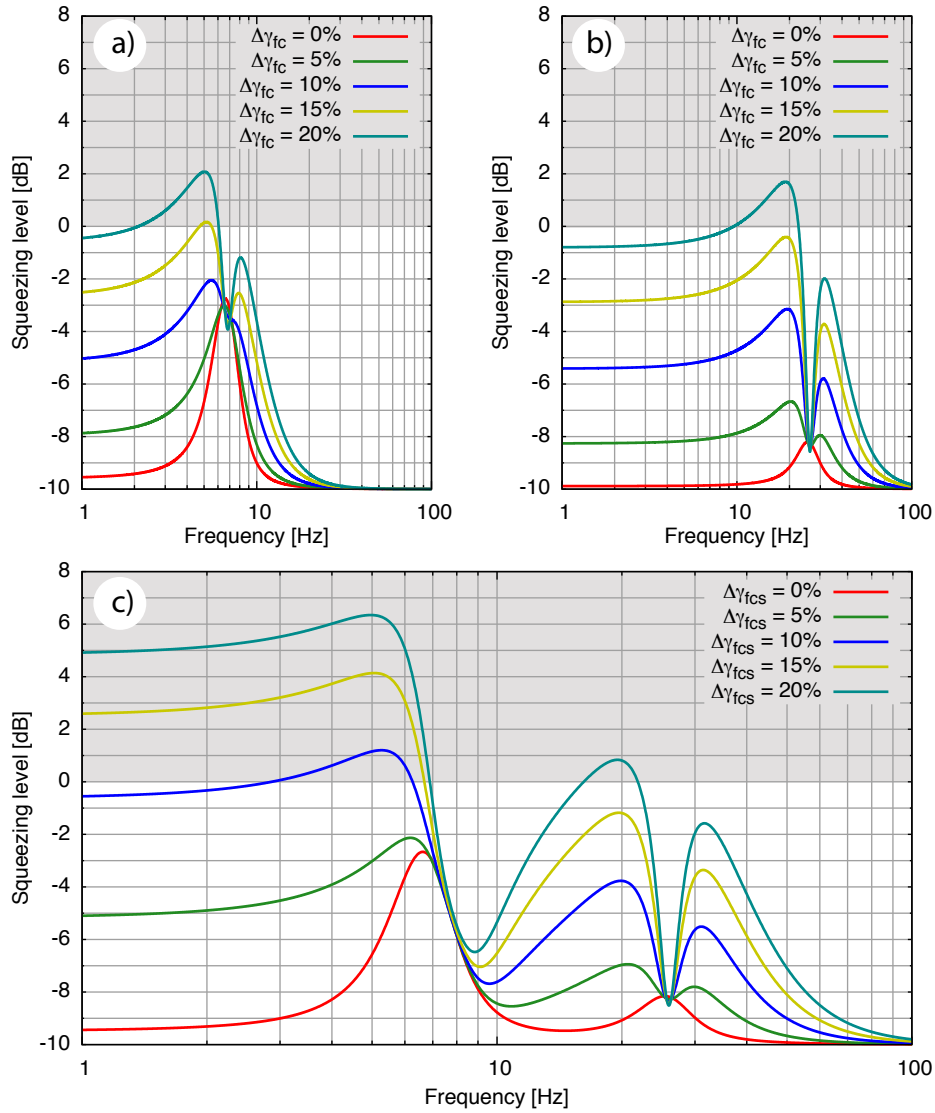 a)
Δγfc = 0%
Δγfc = 5%
Δγfc = 10%
Δγfc = 15%
Δγfc = 20%
8
6
4
2
0
-2
-4
-6
-8
-10
Squeezing level [dB]
1
10
100
Frequency [Hz]
b)
Δγfc = 0%
Δγfc = 5%
Δγfc = 10%
Δγfc = 15%
Δγfc = 20%
8
6
4
2
0
-2
-4
-6
-8
-10
Squeezing level [dB]
1
10
100
Frequency [Hz]
c)
Δγfcs = 0%
Δγfcs = 5%
Δγfcs = 10%
Δγfcs = 15%
Δγfcs = 20%
8
6
4
2
0
-2
-4
-6
-8
-10
Squeezing level [dB]
1
10
100
Frequency [Hz]